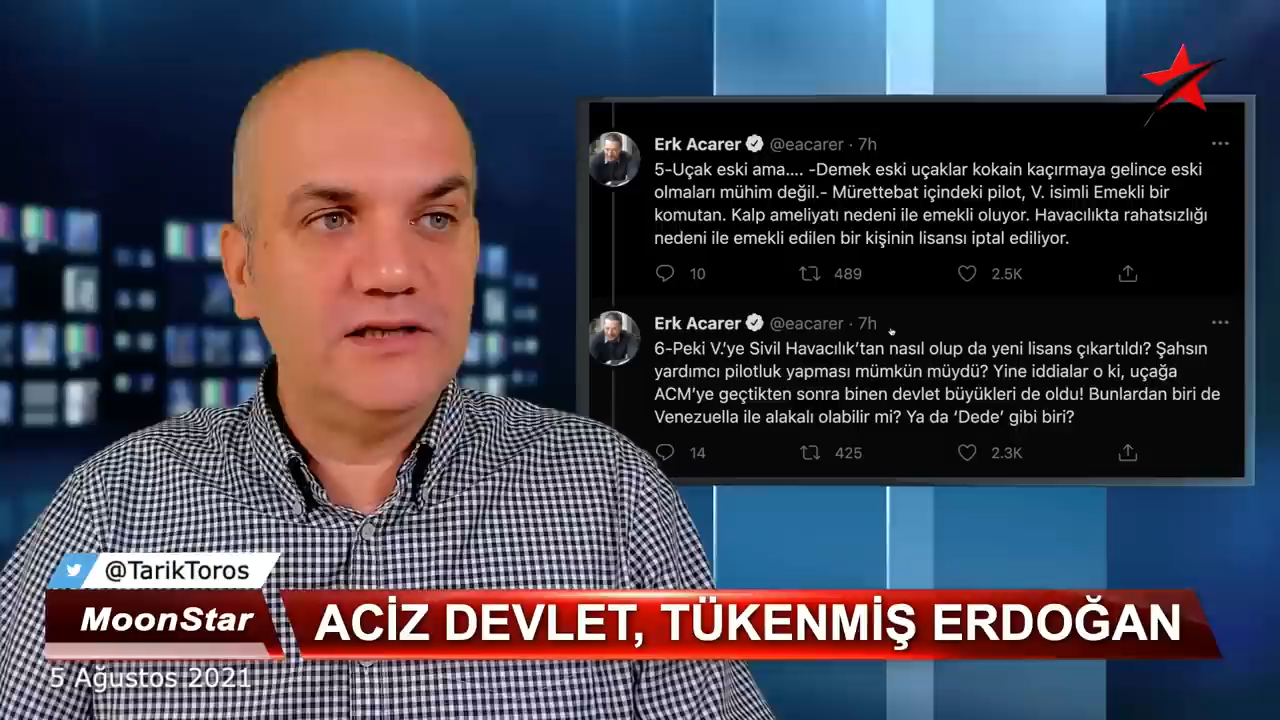 Erk Acarer @eacarer · 7h
5-Uçak eski ama.... -Demek eski uçaklar kokain kaçırmaya gelince eski
olmaları mühim değil.- Mürettebat içindeki pilot, V. isimli Emekli bir
komutan. Kalp ameliyatı nedeni ile emekli oluyor. Havacılıkta rahatsızlığı
nedeni ile emekli edilen bir kişinin lisansı iptal ediliyor.
10 489 2.5K
Erk Acarer @eacarer · 7h
6-Peki V.'ye Sivil Havacılık'tan nasıl olup da yeni lisans çıkartıldı? Şahsın
yardımcı pilotluk yapması mümkün müydü? Yine iddialar o ki, uçağa
ACM'ye geçtikten sonra binen devlet büyükleri de oldu! Bunlardan biri de
Venezuella ile alakalı olabilir mi? Ya da ‘Dede’ gibi biri?
14 425 2.3K
@TarikToros
MoonStar
ACİZ DEVLET, TÜKENMİŞ ERDOĞAN
5 Ağustos 2021